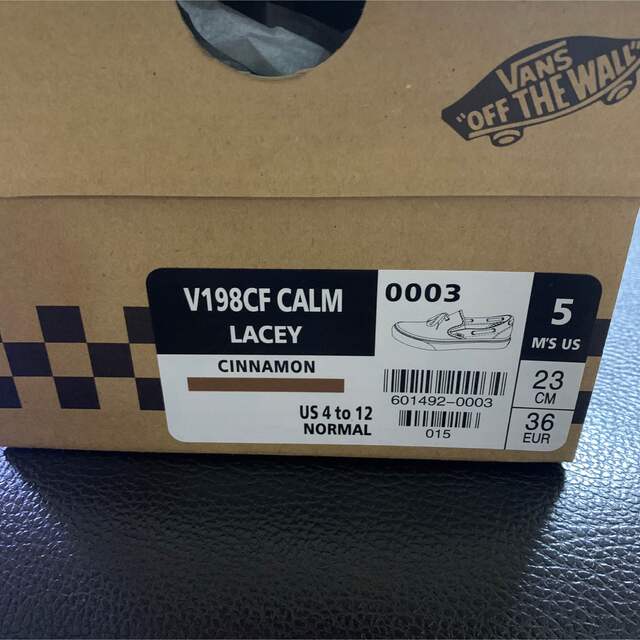 VANS
"OFF THE WALL"
V198CF CALM
LACEY
CINNAMON
US 4 to 12
NORMAL
0003
601492-0003
015
5
M'S US
23
CM
36
EUR